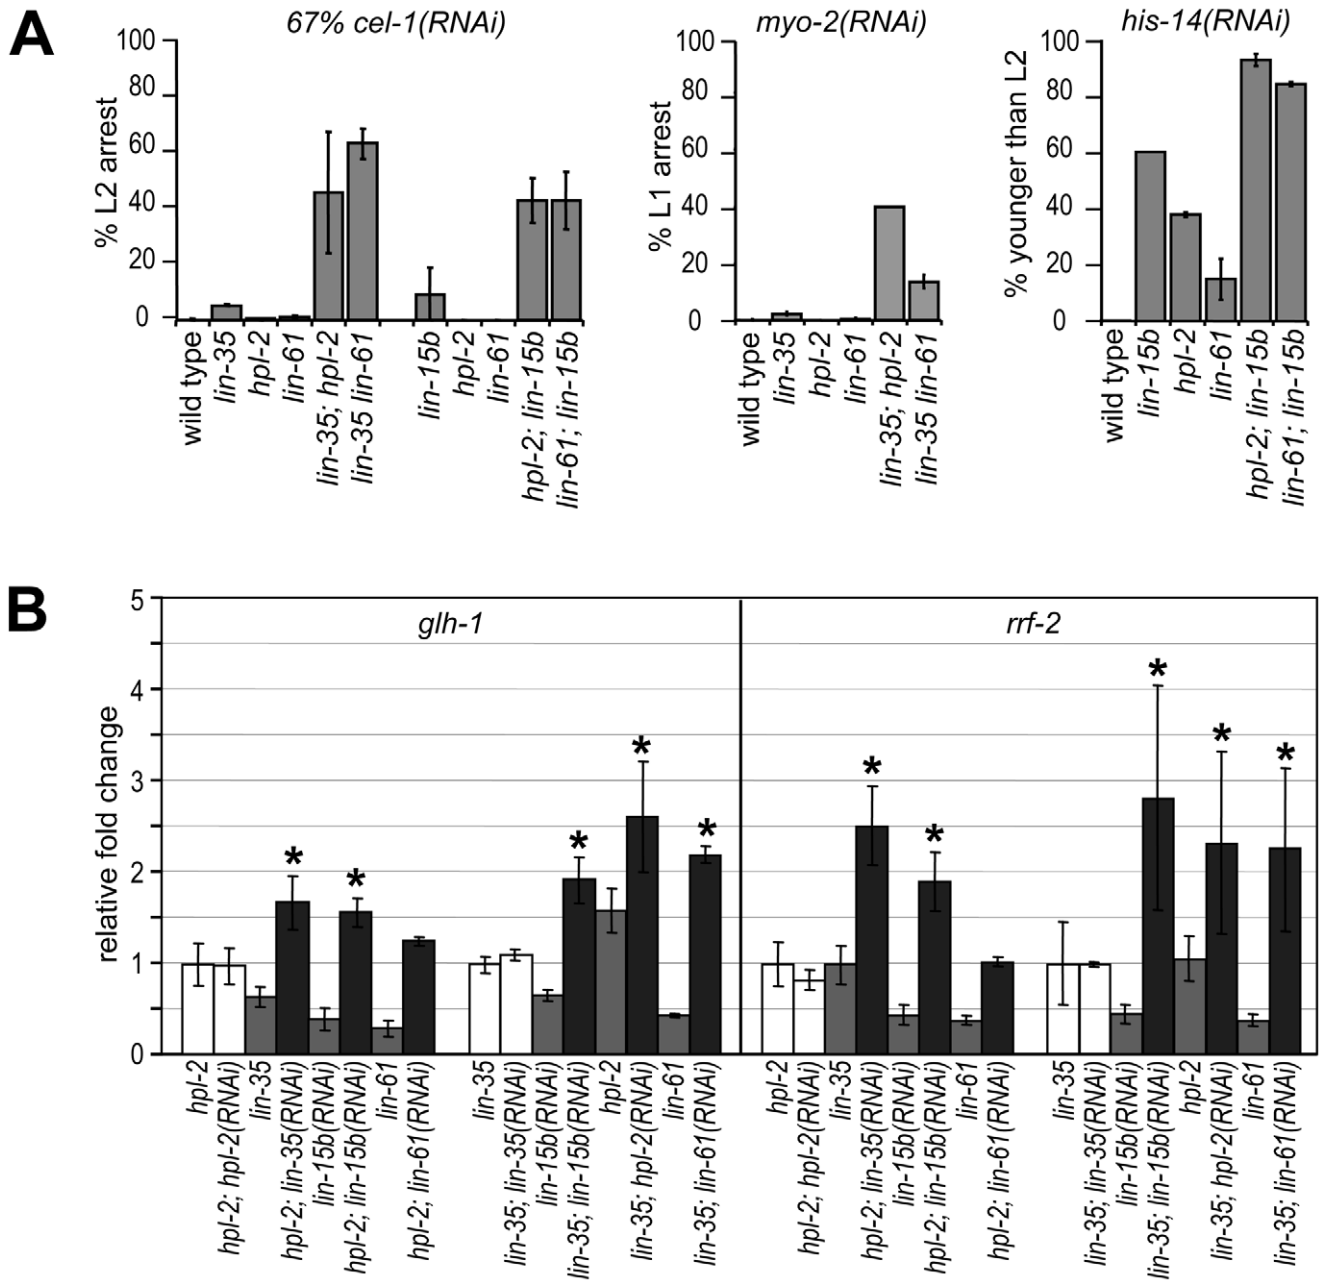 A
67% cel-1(RNAi)
% L2 arrest
100
80
60
40
20
0
wild type
lin-35
hpl-2
lin-61
lin-35; hpl-2
lin-35 lin-61
lin-15b
hpl-2
lin-61
hpl-2; lin-15b
lin-61; lin-15b
myo-2(RNAi)
% L1 arrest
100
80
60
40
20
0
wild type
lin-35
hpl-2
lin-61
lin-35; hpl-2
lin-35 lin-61
his-14(RNAi)
% younger than L2
100
80
60
40
20
0
wild type
lin-15b
hpl-2
lin-61
hpl-2; lin-15b
lin-61; lin-15b
B
relative fold change
5
4
3
2
1
0
glh-1
* * * * *
hpl-2
hpl-2; hpl-2(RNAi)
lin-35
hpl-2; lin-35(RNAi)
lin-15b(RNAi)
hpl-2; lin-15b(RNAi)
lin-61
hpl-2; lin-61(RNAi)
lin-35
lin-35; lin-35(RNAi)
lin-15b(RNAi)
lin-35; lin-15b(RNAi)
hpl-2
lin-35; hpl-2(RNAi)
lin-61
lin-35; lin-61(RNAi)
rrf-2
* * * * *
hpl-2
hpl-2; hpl-2(RNAi)
lin-35
hpl-2; lin-35(RNAi)
lin-15b(RNAi)
hpl-2; lin-15b(RNAi)
lin-61
hpl-2; lin-61(RNAi)
lin-35
lin-35; lin-35(RNAi)
lin-15b(RNAi)
lin-35; lin-15b(RNAi)
hpl-2
lin-35; hpl-2(RNAi)
lin-61
lin-35; lin-61(RNAi)